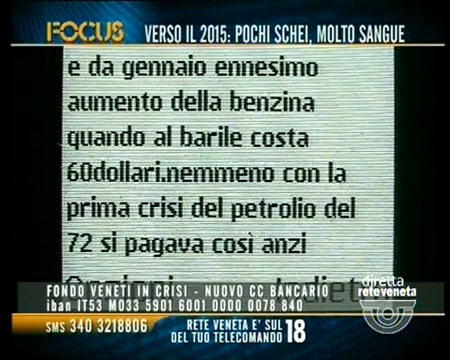 FOCUS
VERSO IL 2015: POCHI SCHEI, MOLTO SANGUE
e da gennaio ennesimo
aumento della benzina
quando al barile costa
60dollari.nemmeno con la
prima crisi del petrolio del
72 si pagava così anzi
diretta
reteveneta
FONDO VENETI IN CRISI - NUOVO CC BANCARIO
iban IT53 M033 5901 6001 0000 0078 840
SMS 340 3218806
RETE VENETA E' SUL
DEL TUO TELECOMANDO
18